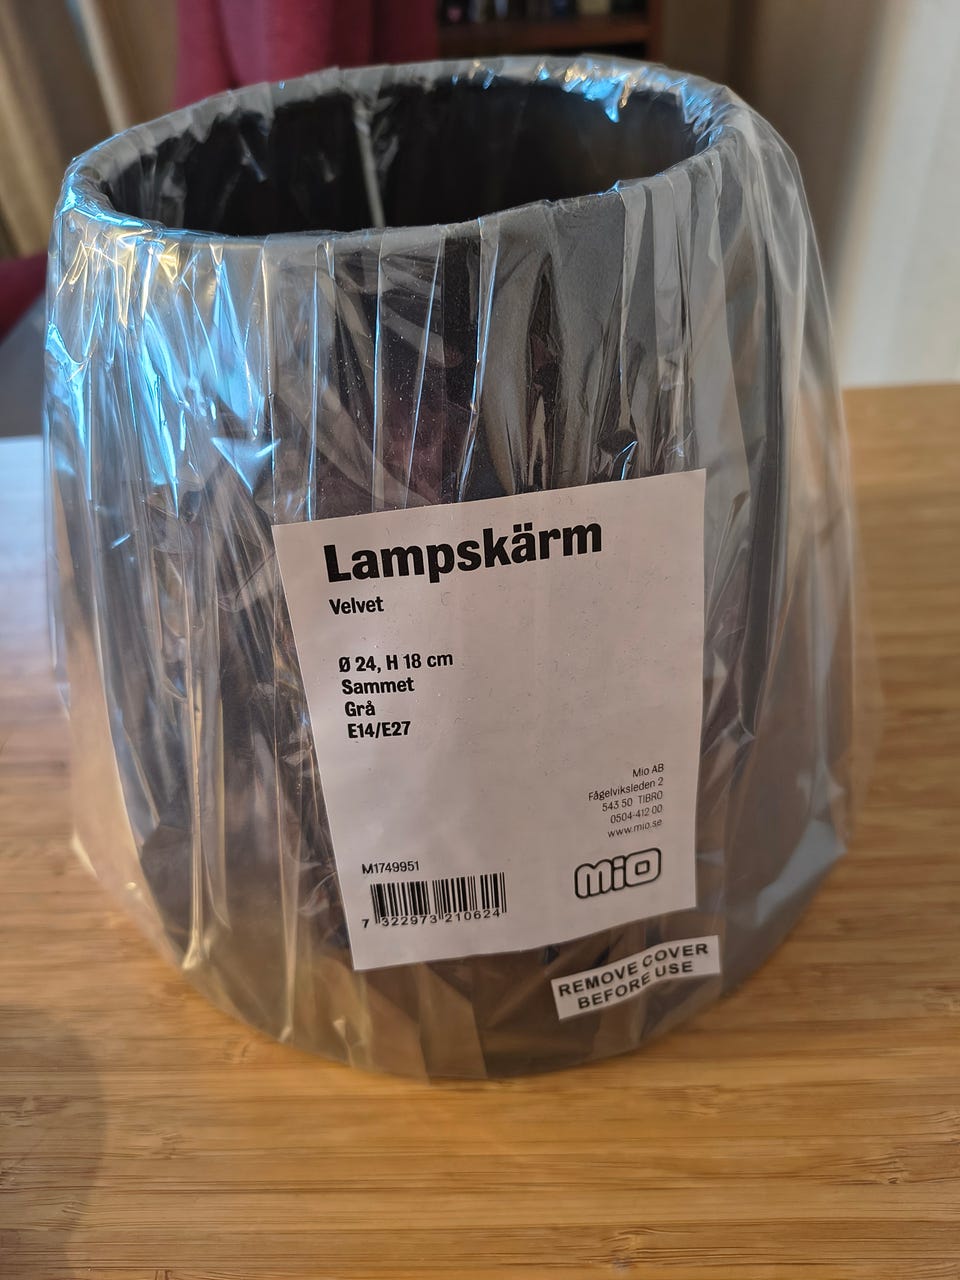 Lampskärm
Velvet
Ø 24, H 18 cm
Sammet
Grå
E14/E27
Mio AB
Fågelviksleden 2
543 50 TIBRO
0504-412 00
www.mio.se
M1749951
7 322973 210624
mio
REMOVE COVER
BEFORE USE